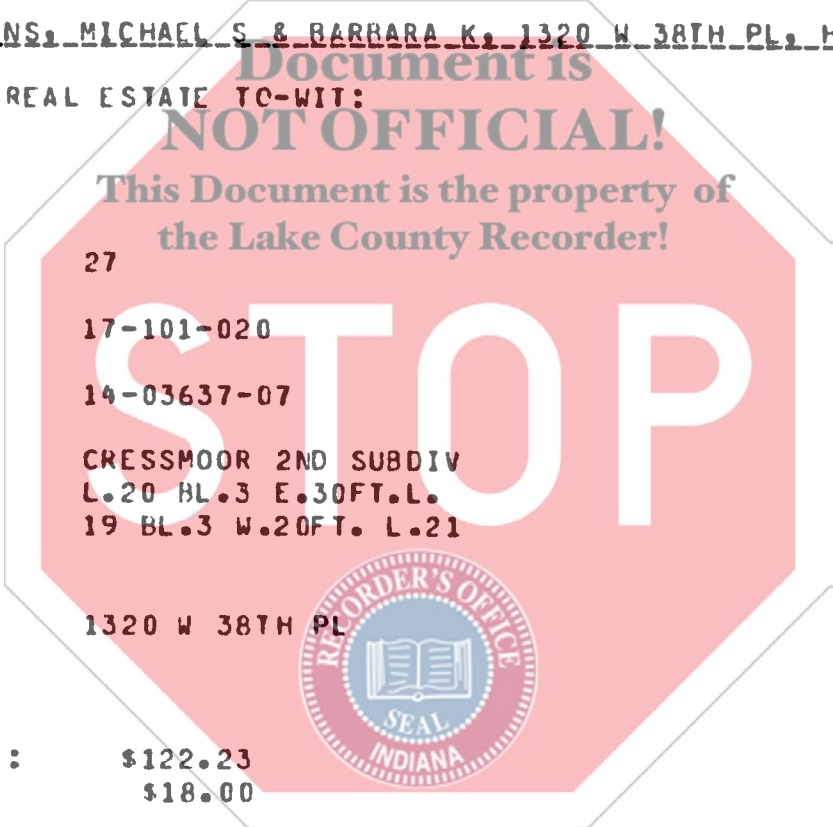 NS, MICHAEL S & BARBARA K, 1320 W 38TH PL, H
Document is
REAL ESTATE TO-WIT:
NOT OFFICIAL!
This Document is the property of
the Lake County Recorder!
27
17-101-020
STOP
14-03637-07
CRESSMOOR 2ND SUBDIV
L.20 BL.3 E.30FT.L.
19 BL.3 W.20FT. L.21
1320 W 38TH PL
RECORDER'S OFFICE
SEAL
INDIANA
: $122.23
$18.00